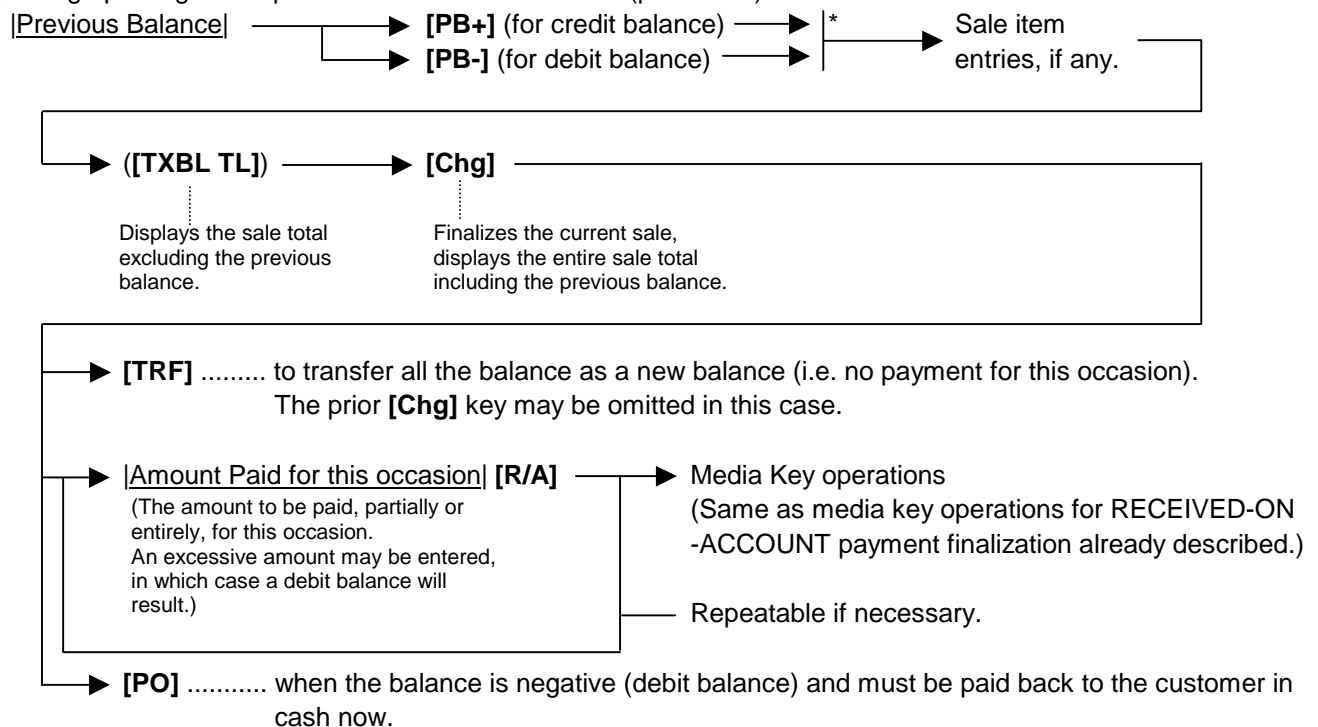 |Previous Balance| [PB+] (for credit balance) |* Sale item
[PB-] (for debit balance) entries, if any.
([TXBL TL]) [Chg]
Displays the sale total
excluding the previous
balance.
Finalizes the current sale,
displays the entire sale total
including the previous balance.
[TRF] ......... to transfer all the balance as a new balance (i.e. no payment for this occasion).
The prior [Chg] key may be omitted in this case.
|Amount Paid for this occasion| [R/A]
(The amount to be paid, partially or
entirely, for this occasion.
An excessive amount may be entered,
in which case a debit balance will
result.)
Media Key operations
(Same as media key operations for RECEIVED-ON
-ACCOUNT payment finalization already described.)
Repeatable if necessary.
[PO] ........... when the balance is negative (debit balance) and must be paid back to the customer in
cash now.